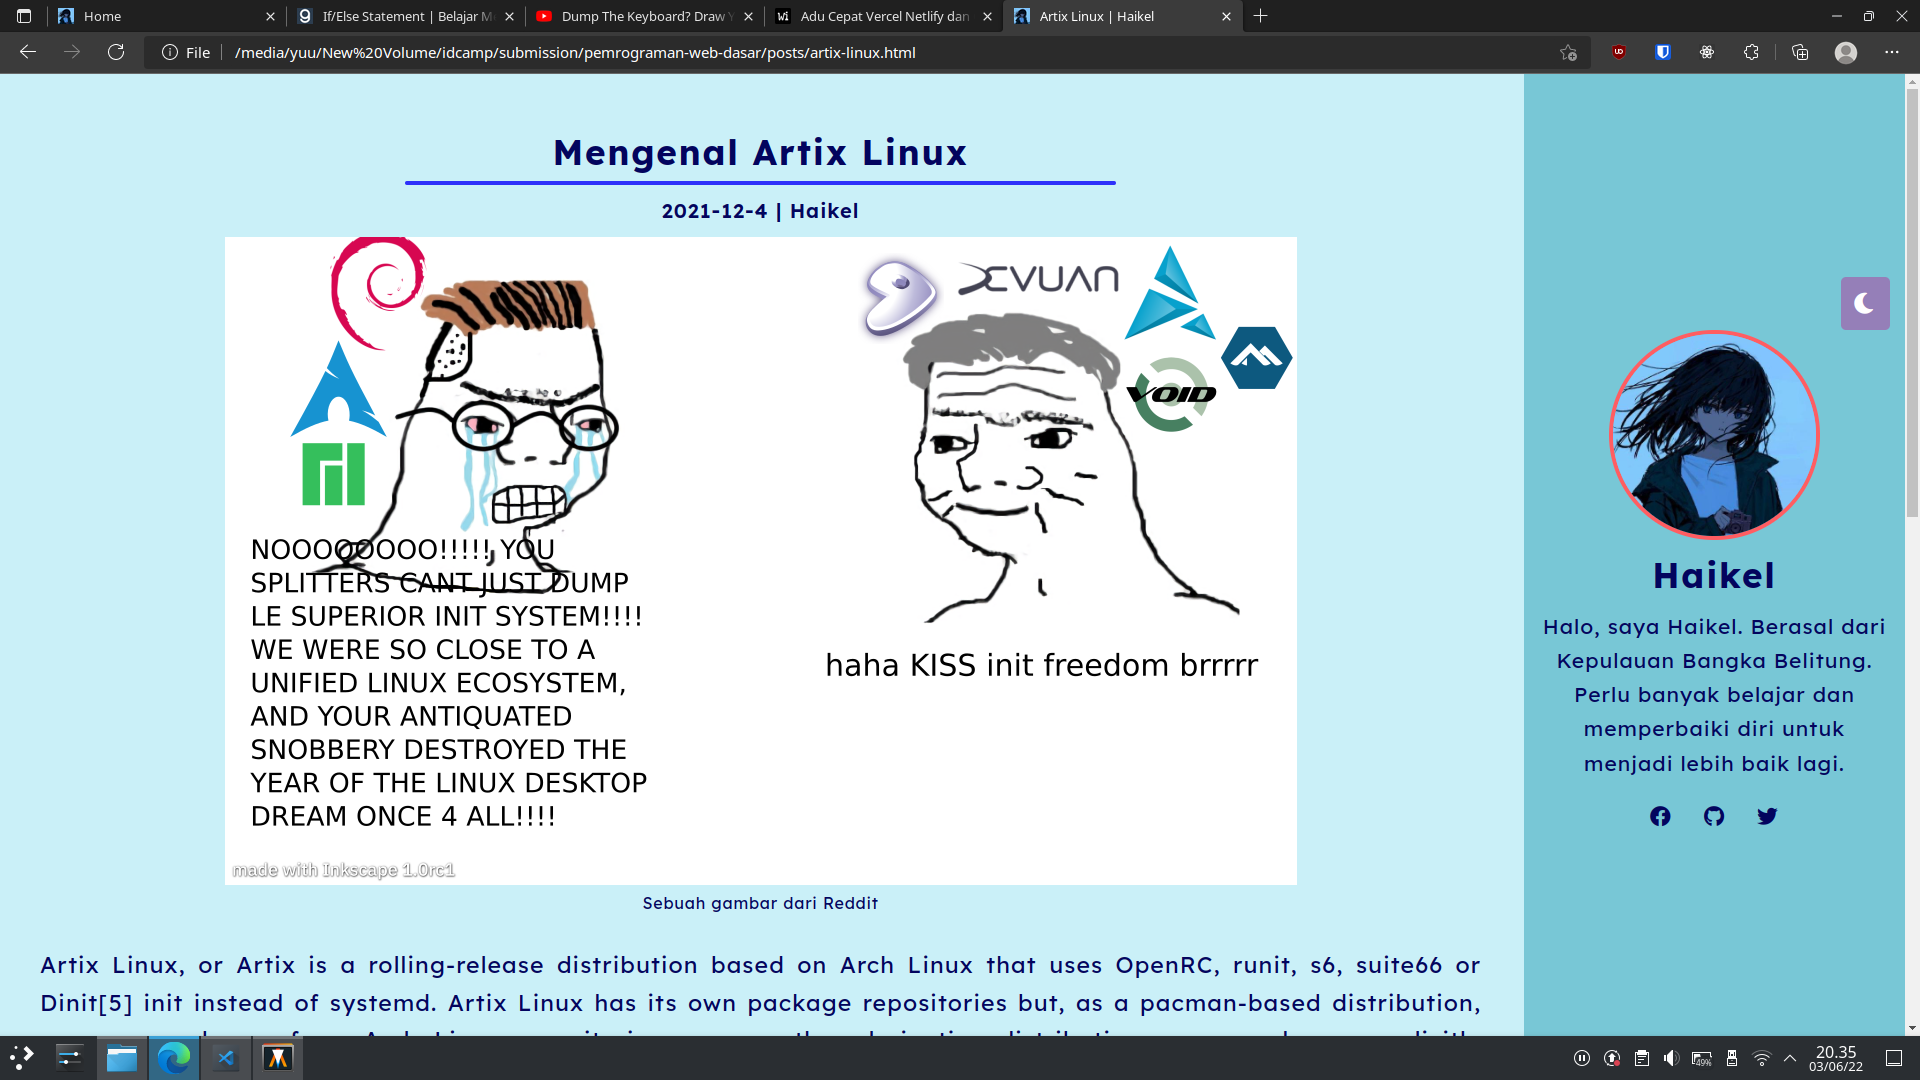 Home
If/Else Statement | Belajar M
Dump The Keyboard? Draw Y
Adu Cepat Vercel Netlify dan
Artix Linux | Haikel
File
/media/yuu/New%20Volume/idcamp/submission/pemrograman-web-dasar/posts/artix-linux.html
Mengenal Artix Linux
2021-12-4 | Haikel
DEVUAN
VOID
NOOOOOOOO!!!!! YOU
SPLITTERS CANT JUST DUMP
LE SUPERIOR INIT SYSTEM!!!!
WE WERE SO CLOSE TO A
UNIFIED LINUX ECOSYSTEM,
AND YOUR ANTIQUATED
SNOBBERY DESTROYED THE
YEAR OF THE LINUX DESKTOP
DREAM ONCE 4 ALL!!!!
haha KISS init freedom brrrrr
made with Inkscape 1.0rc1
Sebuah gambar dari Reddit
Artix Linux, or Artix is a rolling-release distribution based on Arch Linux that uses OpenRC, runit, s6, suite66 or
Dinit[5] init instead of systemd. Artix Linux has its own package repositories but, as a pacman-based distribution,
Haikel
Halo, saya Haikel. Berasal dari
Kepulauan Bangka Belitung.
Perlu banyak belajar dan
memperbaiki diri untuk
menjadi lebih baik lagi.
49%
20.35
03/06/22